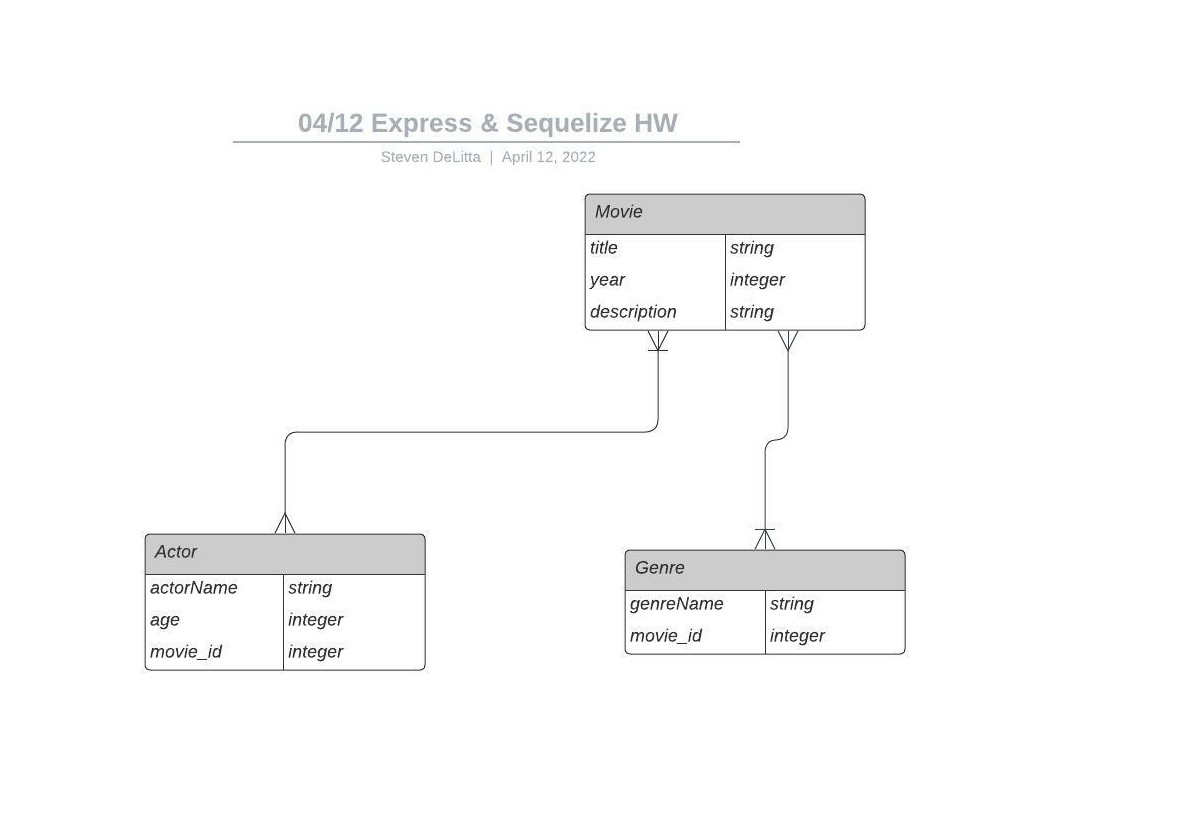 04/12 Express & Sequelize HW
Steven DeLitta | April 12, 2022
Movie
title string
year integer
description string
Actor
actorName string
age integer
movie_id integer
Genre
genreName string
movie_id integer